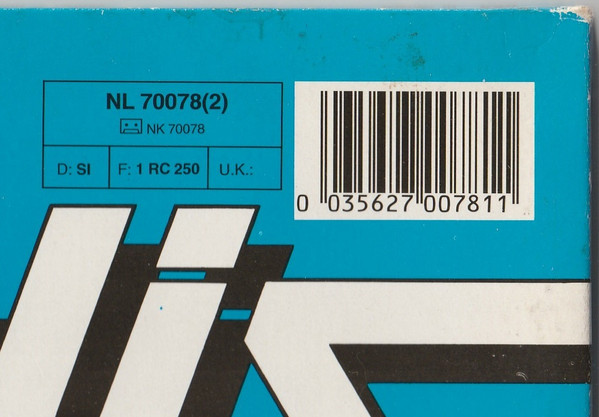 NL 70078(2)
NK 70078
D: SI
F: 1 RC 250
U.K.:
0 035627 007811